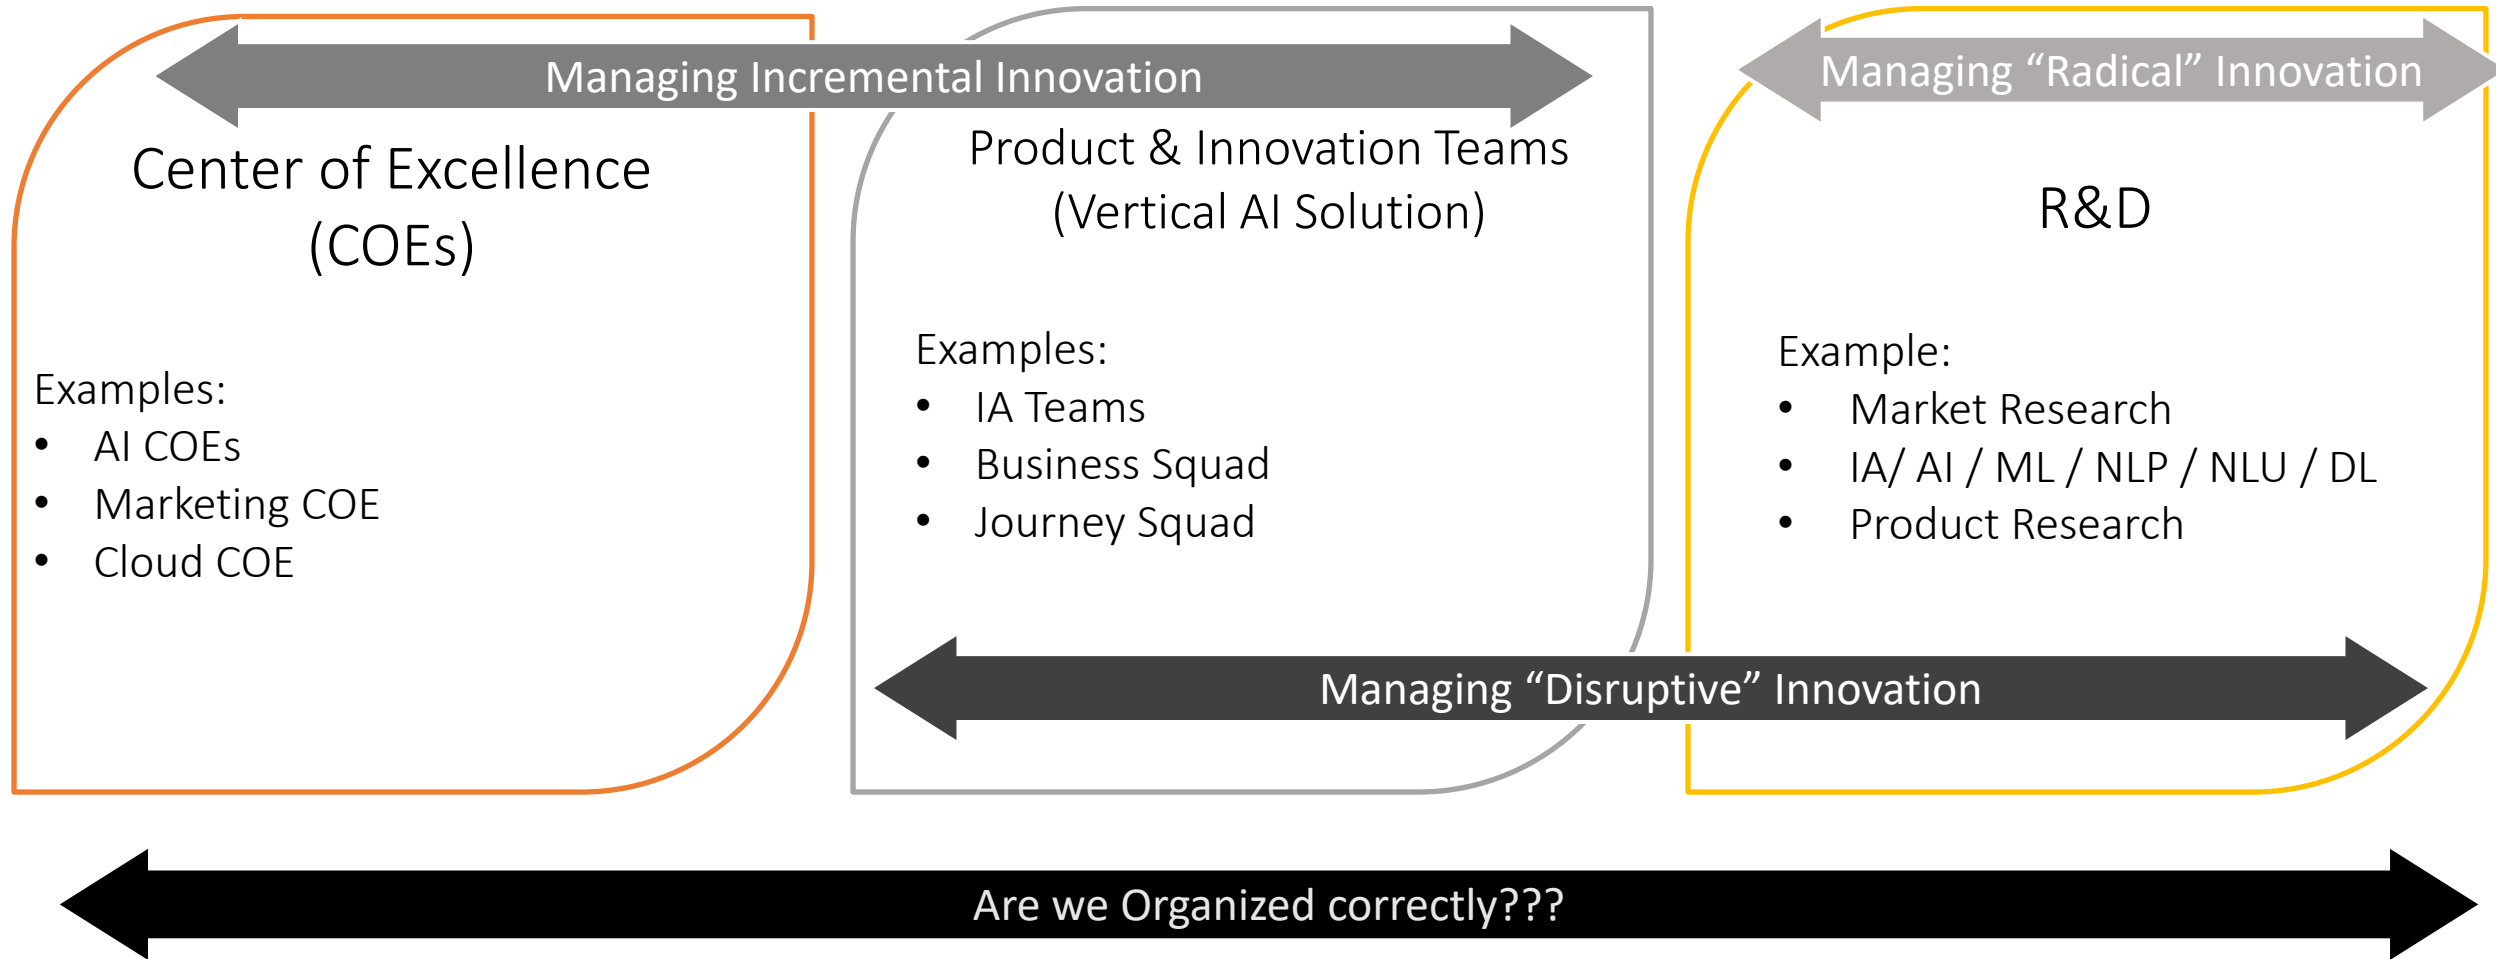 Managing Incremental Innovation
Managing “Radical” Innovation
Center of Excellence
(COEs)
Examples:
• AI COEs
• Marketing COE
• Cloud COE
Product & Innovation Teams
(Vertical AI Solution)
Examples:
• IA Teams
• Business Squad
• Journey Squad
R&D
Example:
• Market Research
• IA/ AI / ML / NLP / NLU / DL
• Product Research
Managing “Disruptive” Innovation
Are we Organized correctly???